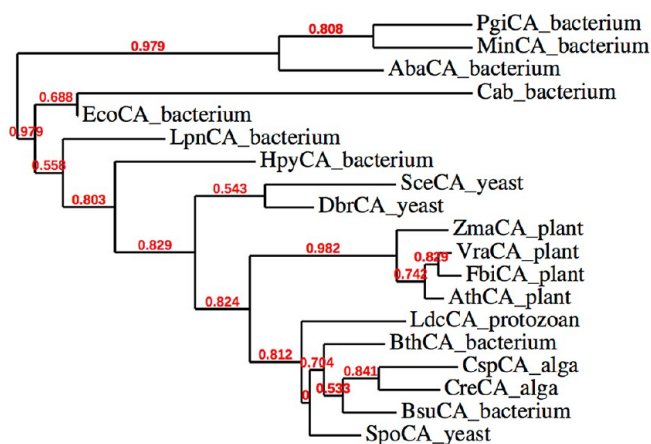 PgiCA_bacterium
0.808
MinCA_bacterium
0.979
AbaCA_bacterium
Cab_bacterium
0.688
EcoCA_bacterium
0.979
LpnCA_bacterium
0.558
HpyCA_bacterium
SceCA_yeast
0.543
0.803
DbrCA_yeast
ZmaCA_plant
0.829
0.982
VraCA_plant
0.829
FbiCA_plant
0.742
AthCA_plant
0.824
LdcCA_protozoan
BthCA_bacterium
0.812
0.704
CspCA_alga
0.841
CreCA_alga
0
0.533
BsuCA_bacterium
SpoCA_yeast